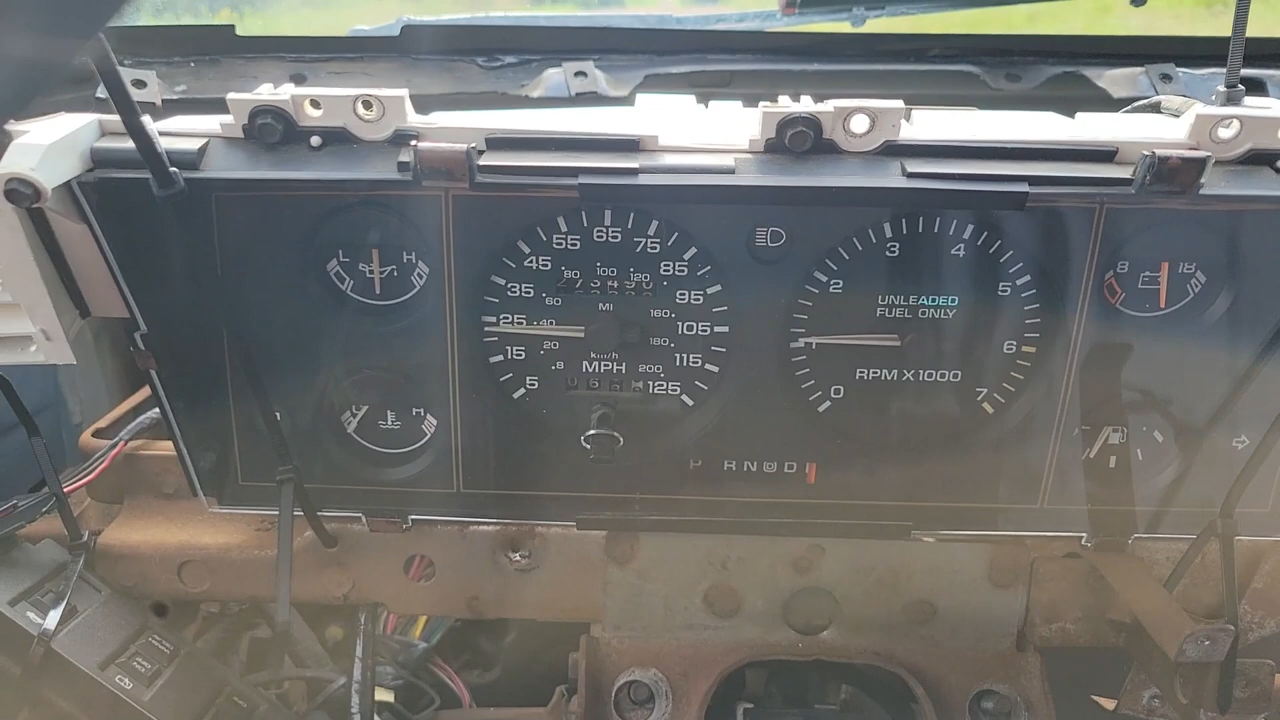 L H
5 15 25 35 45 55 65 75 85 95 105 115 125
20 40 60 80 100 120 160 180 200
MI
km/h
MPH
0 1 2 3 4 5 6 7
UNLEADED
FUEL ONLY
RPM X 1000
8 18
C H
P R N D D